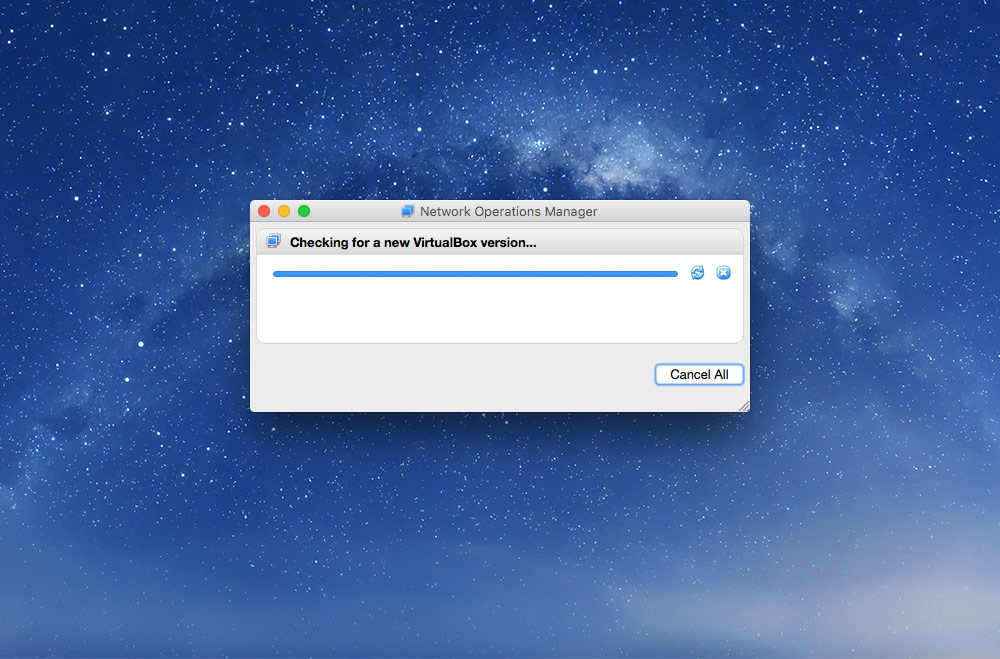 Network Operations Manager
Checking for a new VirtualBox version...
Cancel All